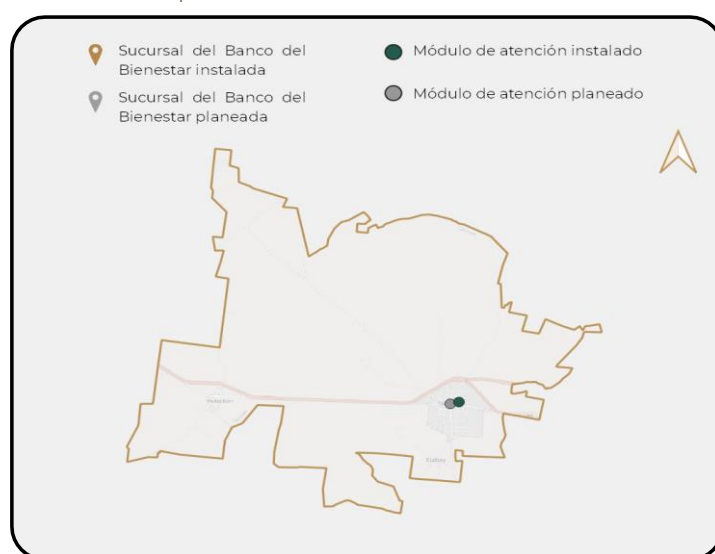 Sucursal del Banco del
Bienestar instalada
Sucursal del Banco del
Bienestar planeada
Módulo de atención instalado
Módulo de atención planeado